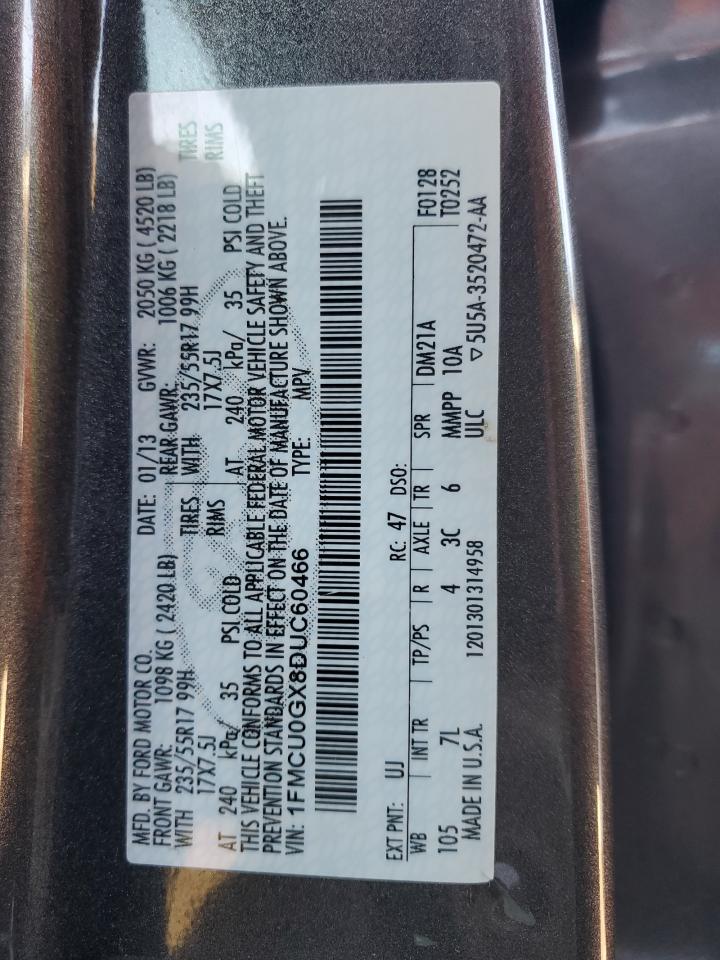 MFD. BY FORD MOTOR CO. DATE: 01/13 GVWR: 2050 KG ( 4520 LB)
FRONT GAWR: 1098 KG ( 2420 LB) REAR GAWR: 1006 KG ( 2218 LB)
WITH 235/55R17 99H TIRES WITH 235/55R17 99H TIRES
17X7.5J RIMS 17X7.5J RIMS
AT 240 kPa/ 35 PSI COLD AT 240 kPa/ 35 PSI COLD
THIS VEHICLE CONFORMS TO ALL APPLICABLE FEDERAL MOTOR VEHICLE SAFETY AND THEFT
PREVENTION STANDARDS IN EFFECT ON THE DATE OF MANUFACTURE SHOWN ABOVE.
VIN: 1FMCU0GX8DUC60466 TYPE: MPV
EXT PNT: UJ RC: 47 DSO: F0128
WB INT TR TP/PS R AXLE TR SPR DM21A T0252
105 7L 4 3C 6 MMPP 10A
MADE IN U.S.A. 1201301314958 ULC ▽5U5A-3520472-AA